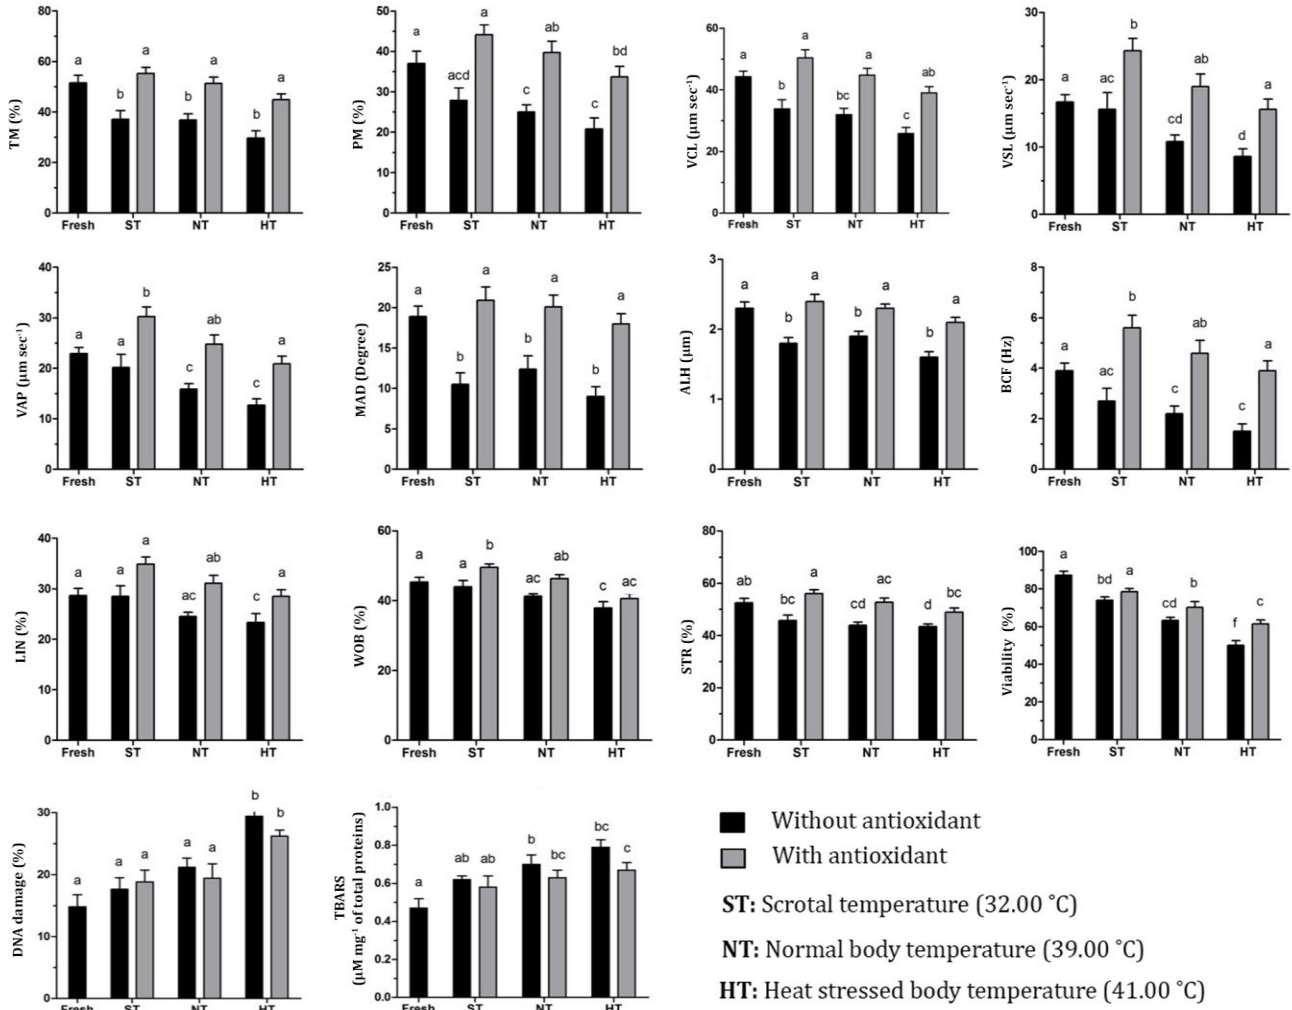 TM (%)
80
60
40
20
0
a
b
a
b
a
b
a
Fresh ST NT HT
PM (%)
50
40
30
20
10
0
a
acd
a
c
ab
c
bd
Fresh ST NT HT
VCL (µm sec⁻¹)
60
40
20
0
a
b
a
bc
a
c
ab
Fresh ST NT HT
VSL (µm sec⁻¹)
30
20
10
0
a
ac
b
cd
ab
d
a
Fresh ST NT HT
VAP (µm sec⁻¹)
40
30
20
10
0
a
a
b
c
ab
c
a
Fresh ST NT HT
MAD (Degree)
25
20
15
10
5
0
a
b
a
b
a
b
a
Fresh ST NT HT
ALH (µm)
3
2
1
0
a
b
a
b
a
b
a
Fresh ST NT HT
BCF (Hz)
8
6
4
2
0
a
ac
b
c
ab
c
a
Fresh ST NT HT
LIN (%)
40
30
20
10
0
a
a
a
ac
ab
c
a
Fresh ST NT HT
WOB (%)
60
40
20
0
a
a
b
ac
ab
c
ac
Fresh ST NT HT
STR (%)
80
60
40
20
0
ab
bc
a
cd
ac
d
bc
Fresh ST NT HT
Viability (%)
100
80
60
40
20
0
a
bd
a
cd
b
f
c
Fresh ST NT HT
DNA damage (%)
30
20
10
0
a
a
a
a
a
b
b
Fresh ST NT HT
TBARS
(µM mg⁻¹ of total proteins)
1.0
0.8
0.6
0.4
0.2
0.0
a
ab
ab
b
bc
bc
c
Fresh ST NT HT
Without antioxidant
With antioxidant
ST: Scrotal temperature (32.00 ˚C)
NT: Normal body temperature (39.00 ˚C)
HT: Heat stressed body temperature (41.00 ˚C)